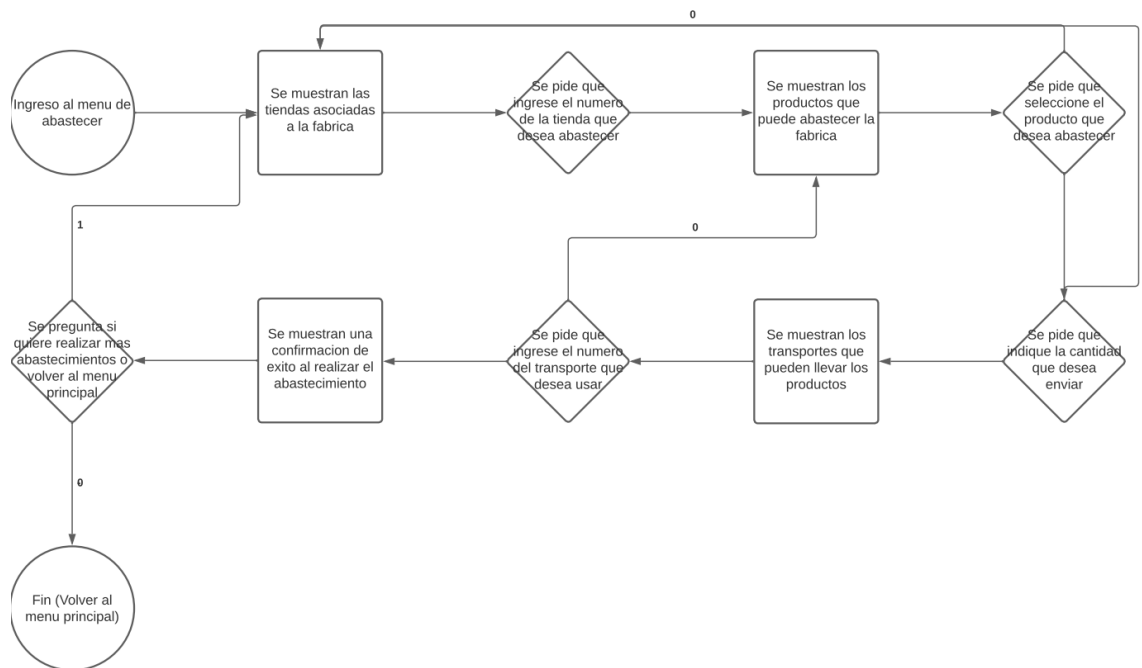 0
Ingreso al menu de
abastecer
Se muestran las
tiendas asociadas
a la fabrica
Se pide que
ingrese el numero
de la tienda que
desea abastecer
Se muestran los
productos que
puede abastecer la
fabrica
Se pide que
seleccione el
producto que
desea abastecer
1
0
Se pregunta si
quiere realizar mas
abastecimientos o
volver al menu
principal
Se muestran una
confirmacion de
exito al realizar el
abastecimiento
Se pide que
ingrese el numero
del transporte que
desea usar
Se muestran los
transportes que
pueden llevar los
productos
Se pide que
indique la cantidad
que desea
enviar
0
Fin (Volver al
menu principal)